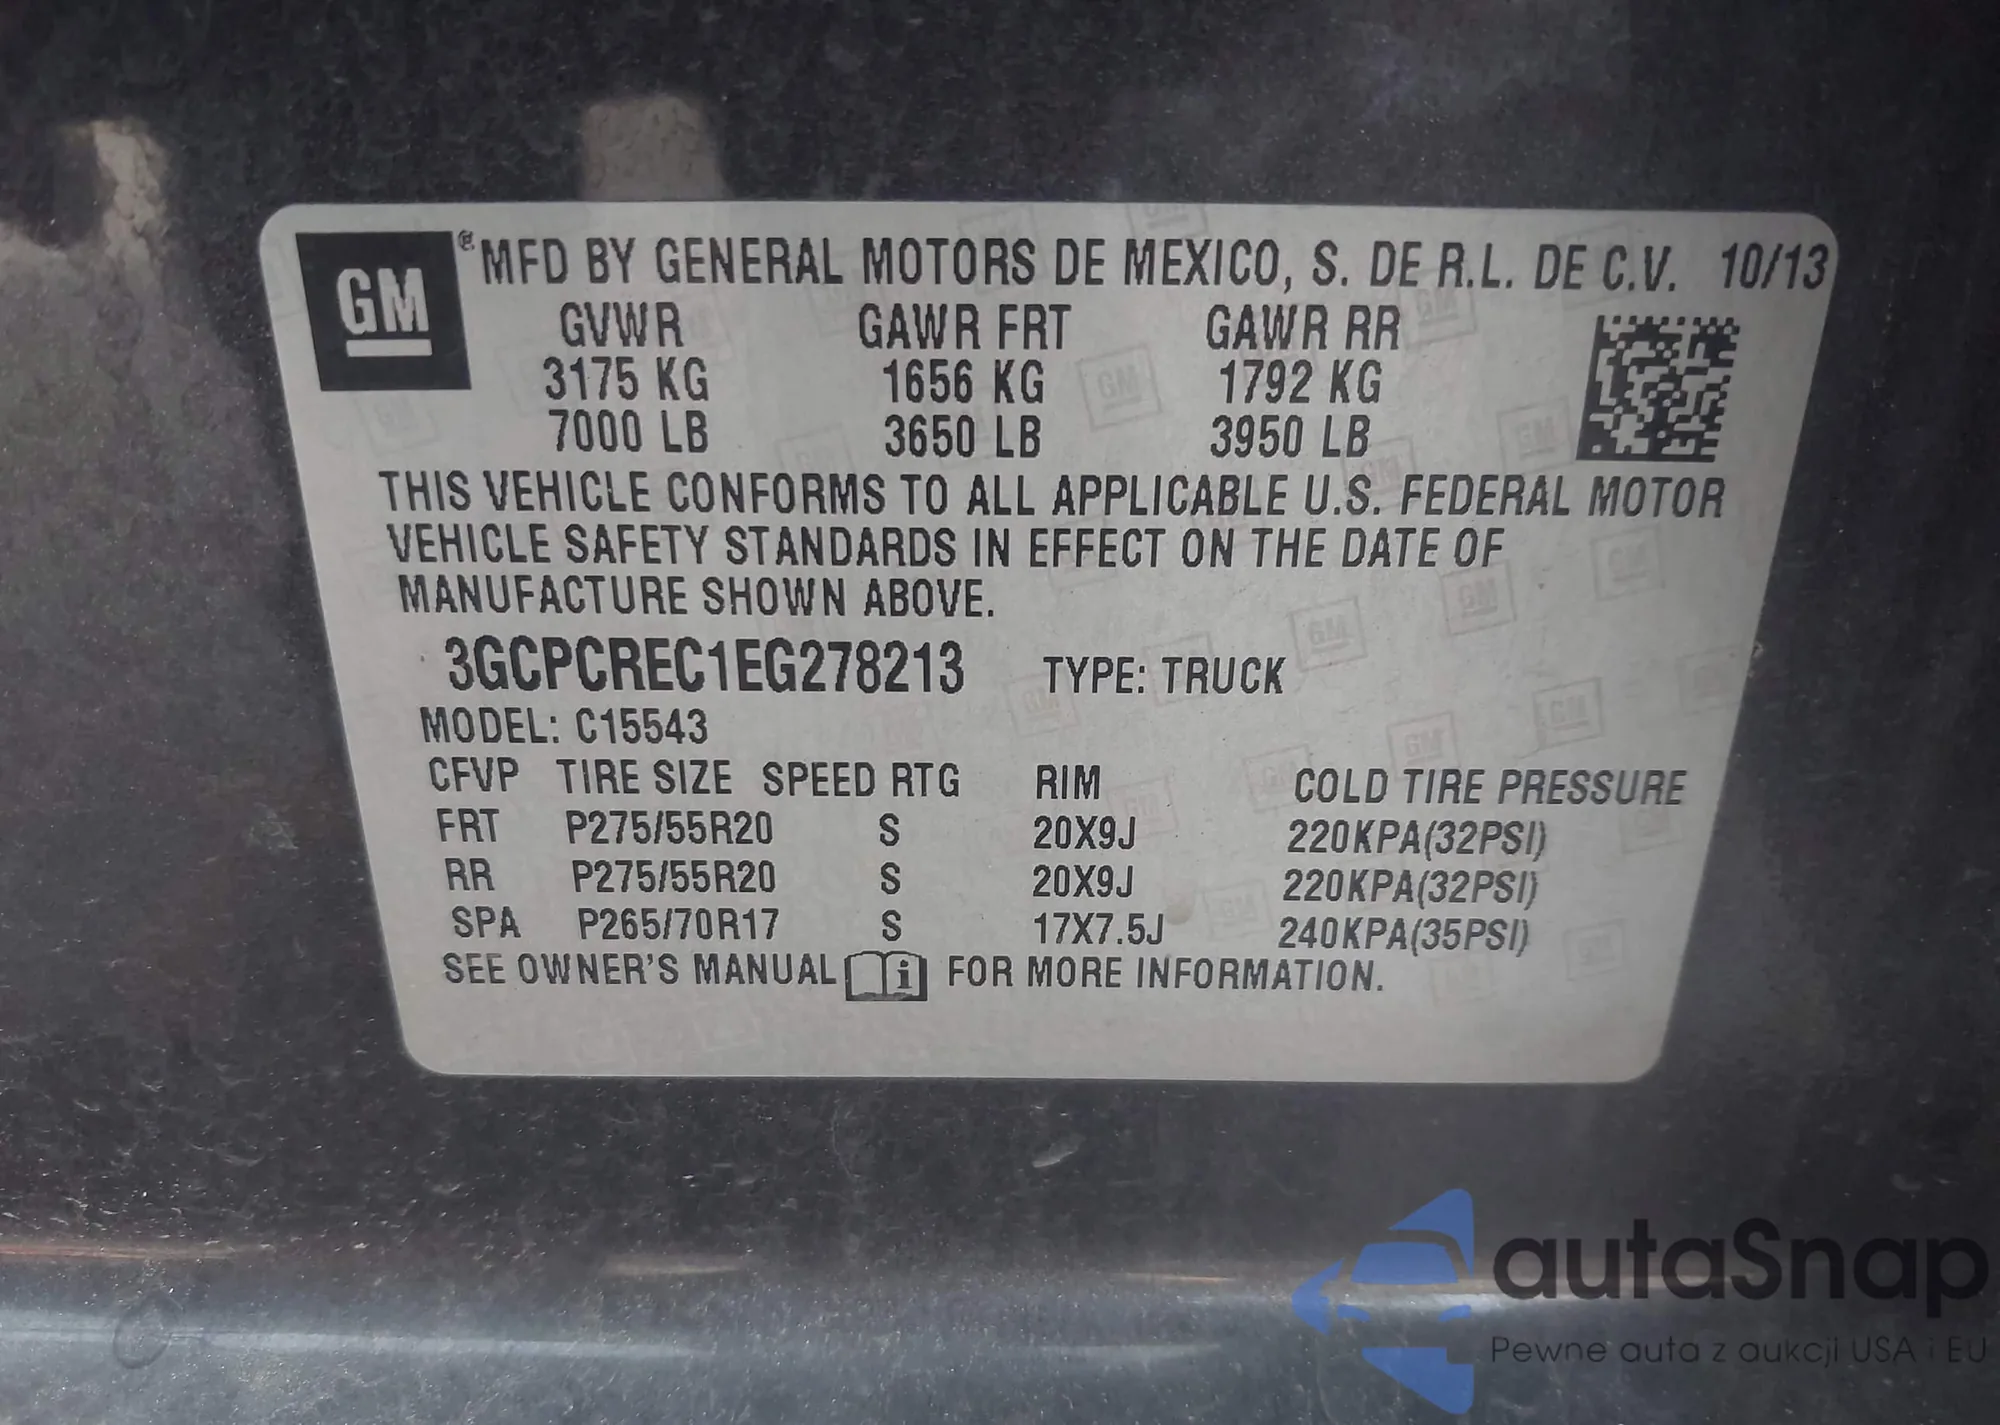 GM
® MFD BY GENERAL MOTORS DE MEXICO, S. DE R.L. DE C.V. 10/13
GVWR GAWR FRT GAWR RR
3175 KG 1656 KG 1792 KG
7000 LB 3650 LB 3950 LB
THIS VEHICLE CONFORMS TO ALL APPLICABLE U.S. FEDERAL MOTOR
VEHICLE SAFETY STANDARDS IN EFFECT ON THE DATE OF
MANUFACTURE SHOWN ABOVE.
3GCPCREC1EG278213 TYPE: TRUCK
MODEL: C15543
CFVP TIRE SIZE SPEED RTG RIM COLD TIRE PRESSURE
FRT P275/55R20 S 20X9J 220KPA(32PSI)
RR P275/55R20 S 20X9J 220KPA(32PSI)
SPA P265/70R17 S 17X7.5J 240KPA(35PSI)
SEE OWNER'S MANUAL i FOR MORE INFORMATION.
autaSnap
Pewne auta z aukcji USA i EU